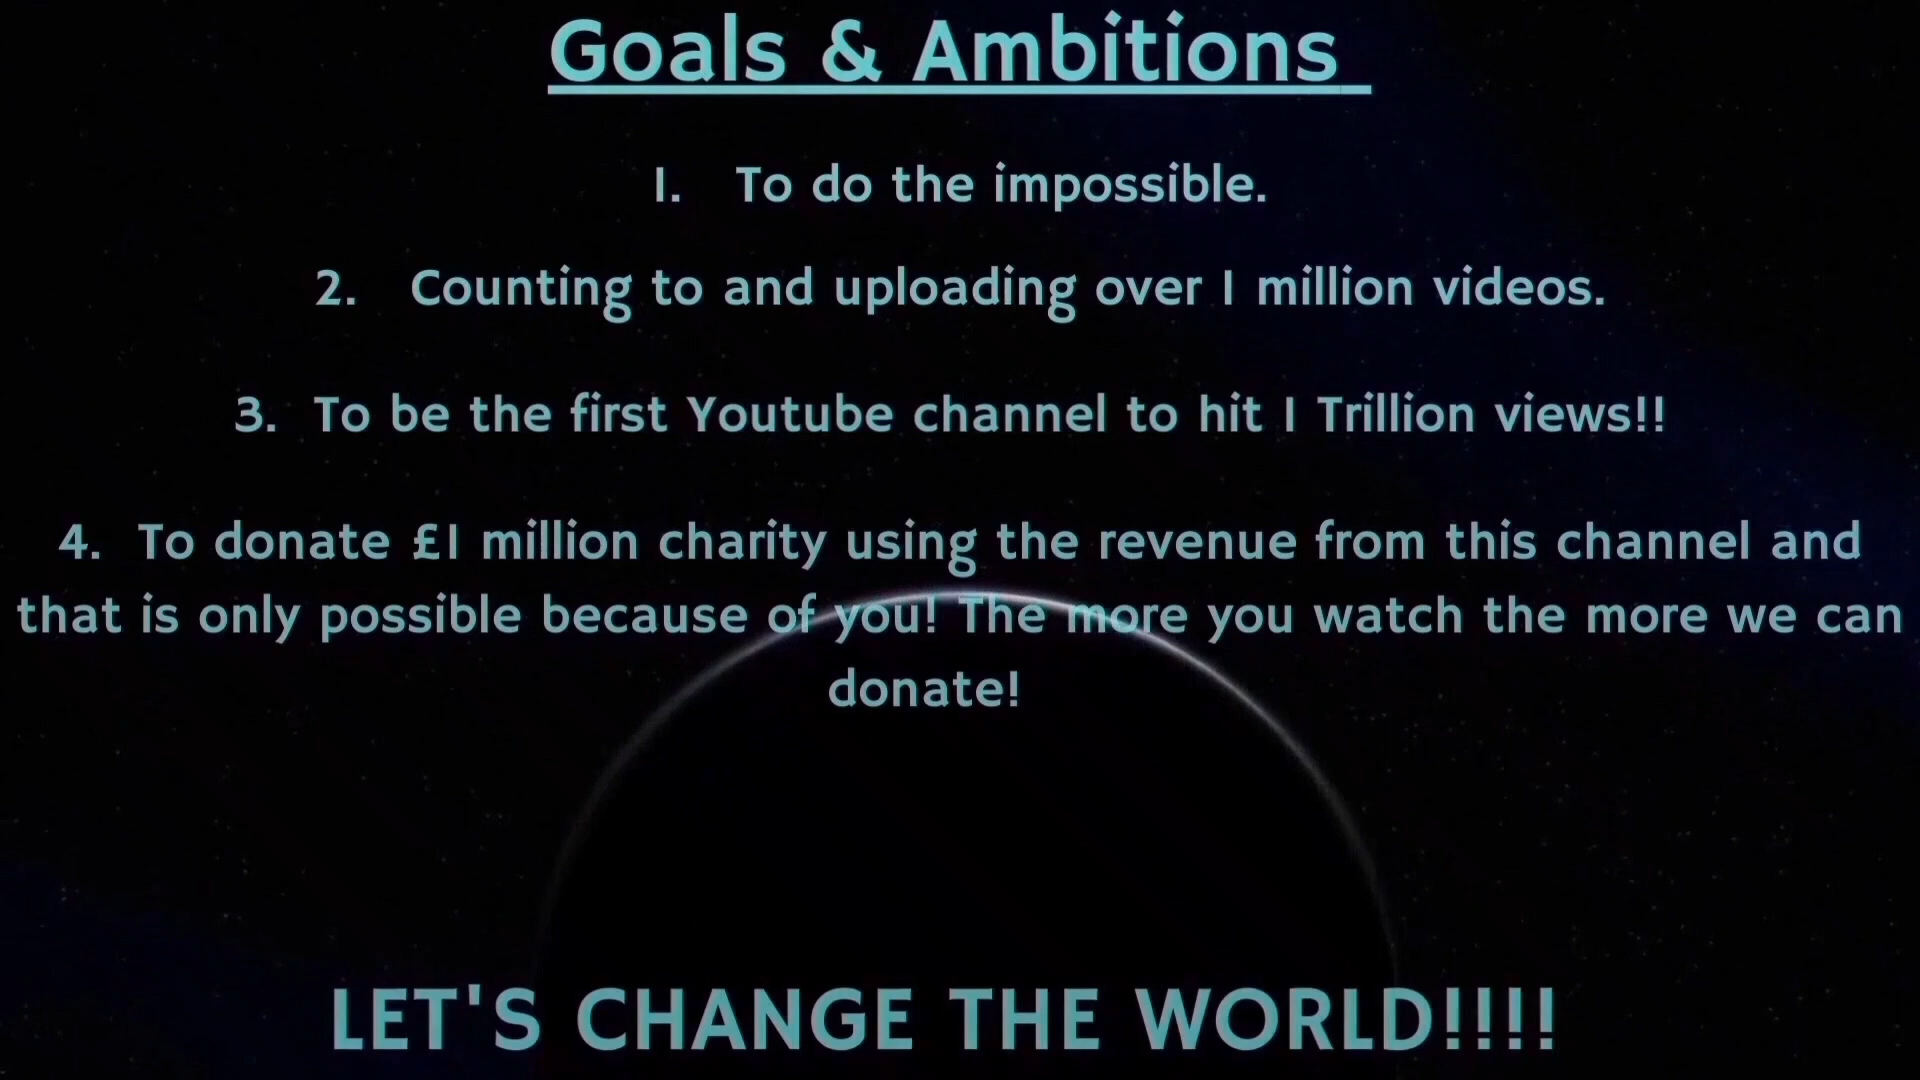 Goals & Ambitions
1. To do the impossible.
2. Counting to and uploading over 1 million videos.
3. To be the first Youtube channel to hit 1 Trillion views!!
4. To donate £1 million charity using the revenue from this channel and
that is only possible because of you! The more you watch the more we can
donate!
LET'S CHANGE THE WORLD!!!!